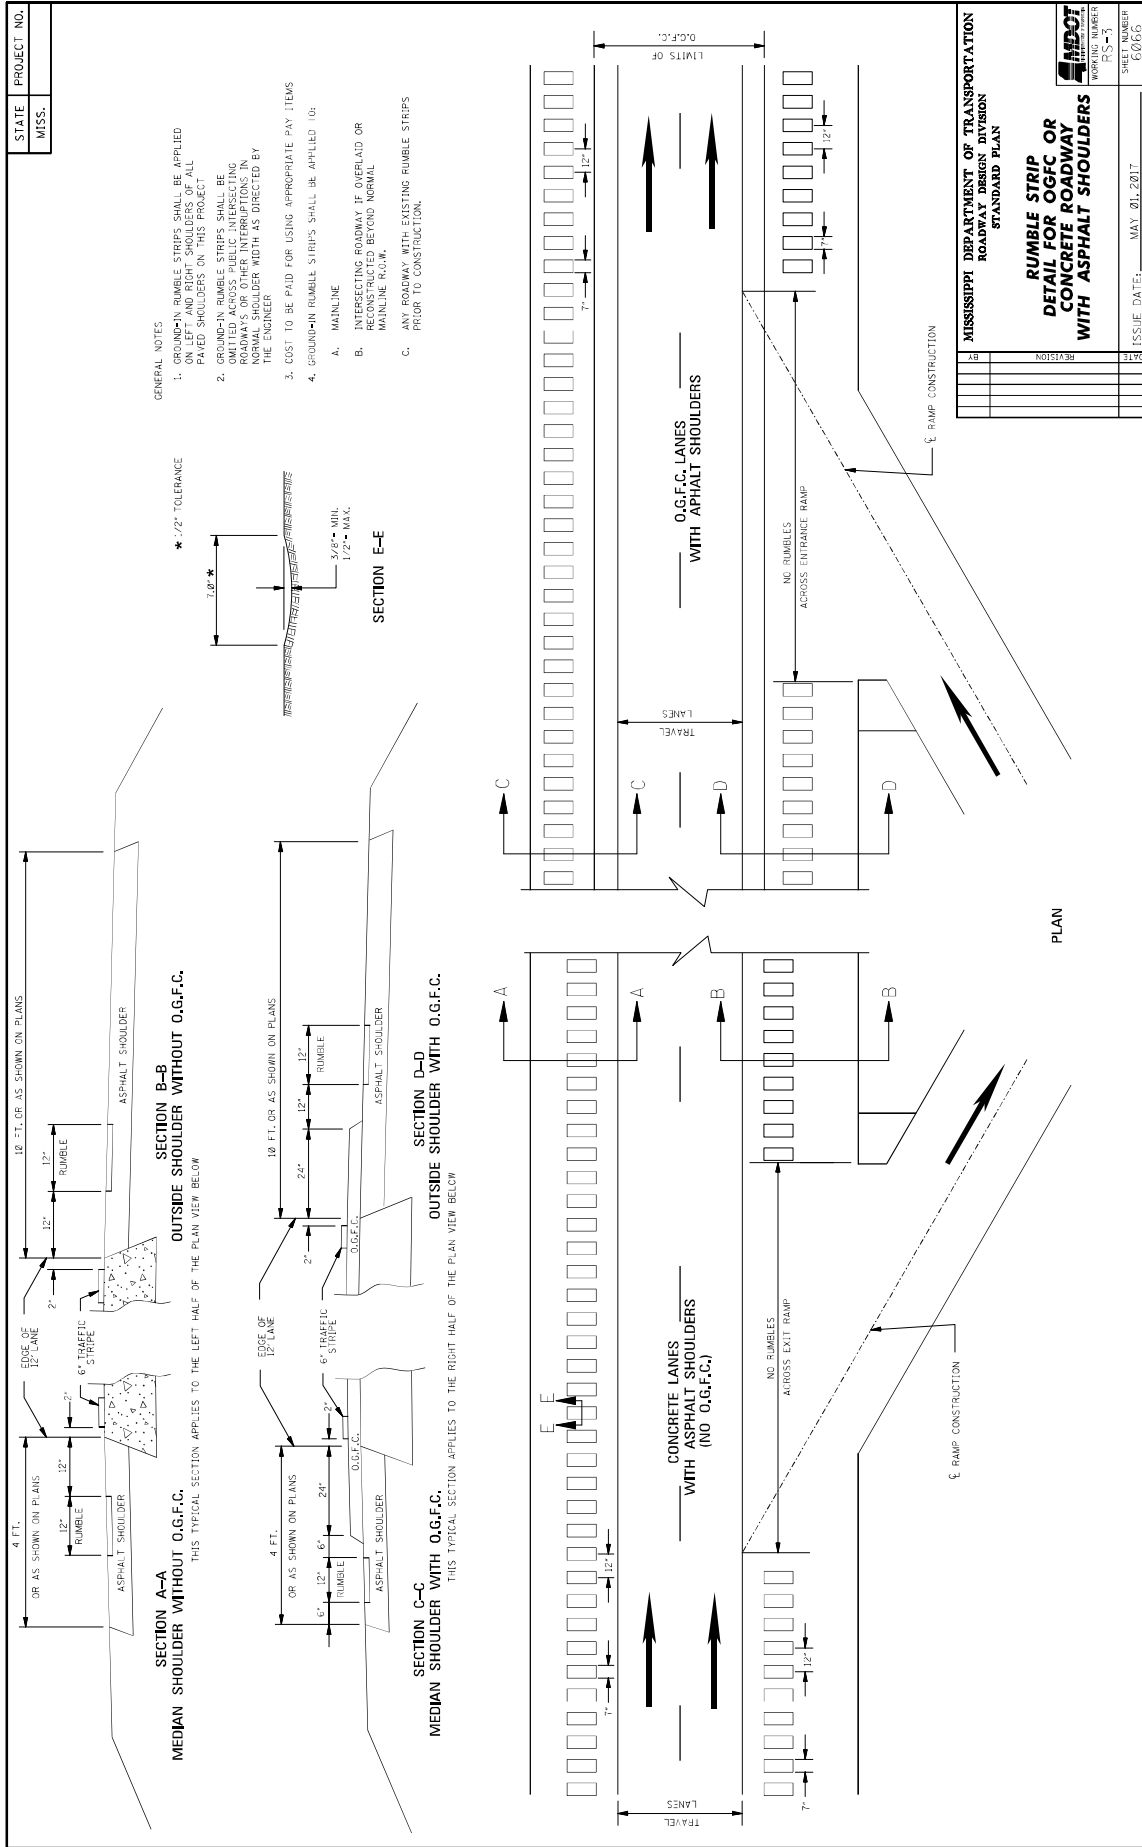 STATE
PROJECT NO.
MISS.
GENERAL NOTES
1. GROUND-IN RUMBLE STRIPS SHALL BE APPLIED
ON LEFT AND RIGHT SHOULDERS OF ALL
PAVED SHOULDERS ON THIS PROJECT
2. GROUND-IN RUMBLE STRIPS SHALL BE
OMITTED ACROSS PUBLIC INTERSECTING
ROADWAYS OR OTHER INTERRUPTIONS IN
NORMAL SHOULDER WIDTH AS DIRECTED BY
THE ENGINEER
3. COST TO BE PAID FOR USING APPROPRIATE PAY ITEMS
4. GROUND-IN RUMBLE STRIPS SHALL BE APPLIED TO:
A. MAINLINE
B. INTERSECTING ROADWAY IF OVERLAID OR
RECONSTRUCTED BEYOND NORMAL
MAINLINE R.O.W.
C. ANY ROADWAY WITH EXISTING RUMBLE STRIPS
PRIOR TO CONSTRUCTION.
4 FT.
OR AS SHOWN ON PLANS
12"
RUMBLE
12"
2"
ASPHALT SHOULDER
SECTION A-A
MEDIAN SHOULDER WITHOUT O.G.F.C.
EDGE OF
12' LANE
6" TRAFFIC
STRIPE
10 FT. OR AS SHOWN ON PLANS
2"
12"
12"
RUMBLE
ASPHALT SHOULDER
SECTION B-B
OUTSIDE SHOULDER WITHOUT O.G.F.C.
THIS TYPICAL SECTION APPLIES TO THE LEFT HALF OF THE PLAN VIEW BELOW
4 FT.
OR AS SHOWN ON PLANS
6"
12"
RUMBLE
6"
24"
2"
O.G.F.C.
ASPHALT SHOULDER
SECTION C-C
MEDIAN SHOULDER WITH O.G.F.C.
EDGE OF
12' LANE
6" TRAFFIC
STRIPE
10 FT. OR AS SHOWN ON PLANS
2"
24"
12"
12"
RUMBLE
O.G.F.C.
ASPHALT SHOULDER
SECTION D-D
OUTSIDE SHOULDER WITH O.G.F.C.
THIS TYPICAL SECTION APPLIES TO THE RIGHT HALF OF THE PLAN VIEW BELOW
* 1/2" TOLERANCE
7.0" *
3/8"- MIN.
1/2"- MAX.
SECTION E-E
TRAVEL
LANES
7"
12"
7"
12"
E E
CONCRETE LANES
WITH ASPHALT SHOULDERS
(NO O.G.F.C.)
NO RUMBLES
ACROSS EXIT RAMP
℄ RAMP CONSTRUCTION
A
A
B
B
C
C
D
D
TRAVEL
LANES
O.G.F.C. LANES
WITH APHALT SHOULDERS
NO RUMBLES
ACROSS ENTRANCE RAMP
℄ RAMP CONSTRUCTION
7"
12"
7"
12"
LIMITS OF
O.G.F.C.
PLAN
BY
REVISION
DATE
MISSISSIPPI DEPARTMENT OF TRANSPORTATION
ROADWAY DESIGN DIVISION
STANDARD PLAN
RUMBLE STRIP
DETAIL FOR OGFC OR
CONCRETE ROADWAY
WITH ASPHALT SHOULDERS
MDOT
WORKING NUMBER
RS-3
SHEET NUMBER
6066
ISSUE DATE: MAY 01, 2017